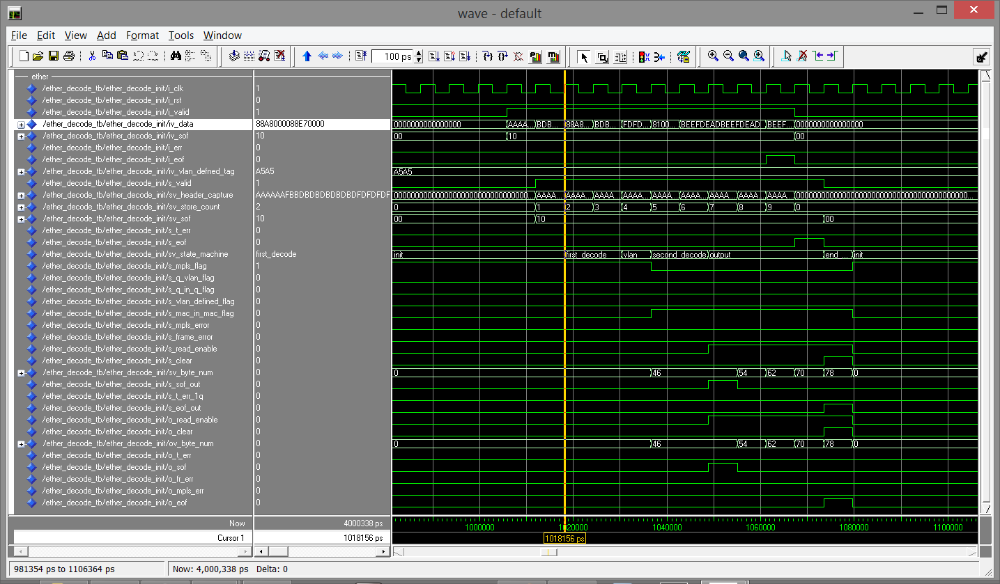 wave - default
File Edit View Add Format Tools Window
100 ps
ether
/ether_decode_tb/ether_decode_init/i_clk 1
/ether_decode_tb/ether_decode_init/i_rst 0
/ether_decode_tb/ether_decode_init/i_valid 1
/ether_decode_tb/ether_decode_init/iv_data 88A8000088E70000 0000000000000000 AAAA... BDB... 88A8... BDB... FDFD... 8100... BEEFDEADBEEFDEAD BEEF... 0000000000000000
/ether_decode_tb/ether_decode_init/iv_sof 10 00 10 00
/ether_decode_tb/ether_decode_init/i_err 0
/ether_decode_tb/ether_decode_init/i_eof 0
/ether_decode_tb/ether_decode_init/iv_vlan_defned_tag A5A5 A5A5
/ether_decode_tb/ether_decode_init/s_valid 1
/ether_decode_tb/ether_decode_init/sv_header_capture AAAAAAFBBDBDBDBDBDBDFDFDFDF 0000000000000000000000000000000... AAAA... AAAA... AAAA... AAAA... AAAA... AAAA... AAAA... AAAA... AAAA... 0000000000000000000000000000000000000000...
/ether_decode_tb/ether_decode_init/sv_store_count 2 0 1 2 3 4 5 6 7 8 9 0
/ether_decode_tb/ether_decode_init/sv_sof 10 00 10 00
/ether_decode_tb/ether_decode_init/s_t_err 0
/ether_decode_tb/ether_decode_init/s_eof 0
/ether_decode_tb/ether_decode_init/sv_state_machine first_decode init first_decode vlan second_decode output end_... init
/ether_decode_tb/ether_decode_init/s_mpls_flag 1
/ether_decode_tb/ether_decode_init/s_q_vlan_flag 0
/ether_decode_tb/ether_decode_init/s_q_in_q_flag 0
/ether_decode_tb/ether_decode_init/s_vlan_defined_flag 0
/ether_decode_tb/ether_decode_init/s_mac_in_mac_flag 0
/ether_decode_tb/ether_decode_init/s_mpls_error 0
/ether_decode_tb/ether_decode_init/s_frame_error 0
/ether_decode_tb/ether_decode_init/s_read_enable 0
/ether_decode_tb/ether_decode_init/s_clear 0
/ether_decode_tb/ether_decode_init/sv_byte_num 0 0 46 54 62 70 78 0
/ether_decode_tb/ether_decode_init/s_sof_out 0
/ether_decode_tb/ether_decode_init/s_t_err_1q 0
/ether_decode_tb/ether_decode_init/s_eof_out 0
/ether_decode_tb/ether_decode_init/o_read_enable 0
/ether_decode_tb/ether_decode_init/o_clear 0
/ether_decode_tb/ether_decode_init/ov_byte_num 0 0 46 54 62 70 78 0
/ether_decode_tb/ether_decode_init/o_t_err 0
/ether_decode_tb/ether_decode_init/o_sof 0
/ether_decode_tb/ether_decode_init/o_fr_err 0
/ether_decode_tb/ether_decode_init/o_mpls_err 0
/ether_decode_tb/ether_decode_init/o_eof 0
Now 4000338 ps 1000000 1020000 1040000 1060000 1080000 1100000
Cursor 1 1018156 ps 1018156 ps
981354 ps to 1106364 ps Now: 4,000,338 ps Delta: 0